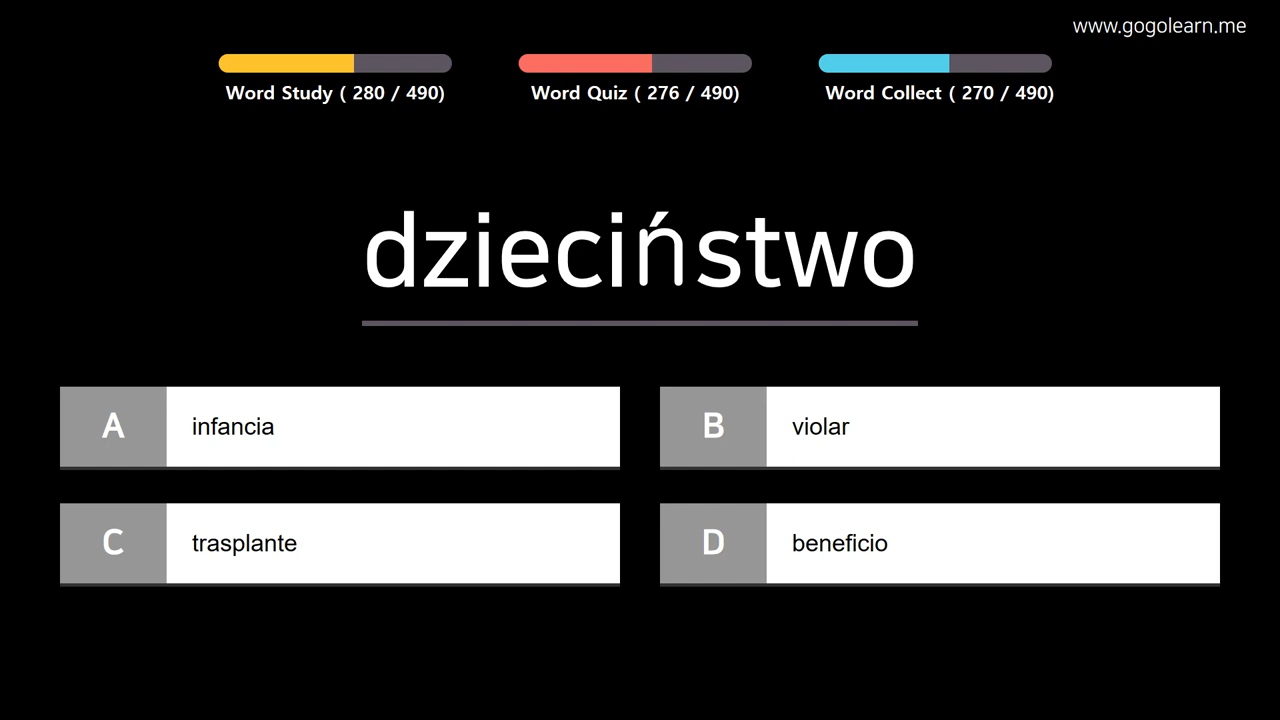 www.gogolearn.me
Word Study ( 280 / 490)
Word Quiz ( 276 / 490)
Word Collect ( 270 / 490)
dzieciństwo
A infancia
B violar
C trasplante
D beneficio